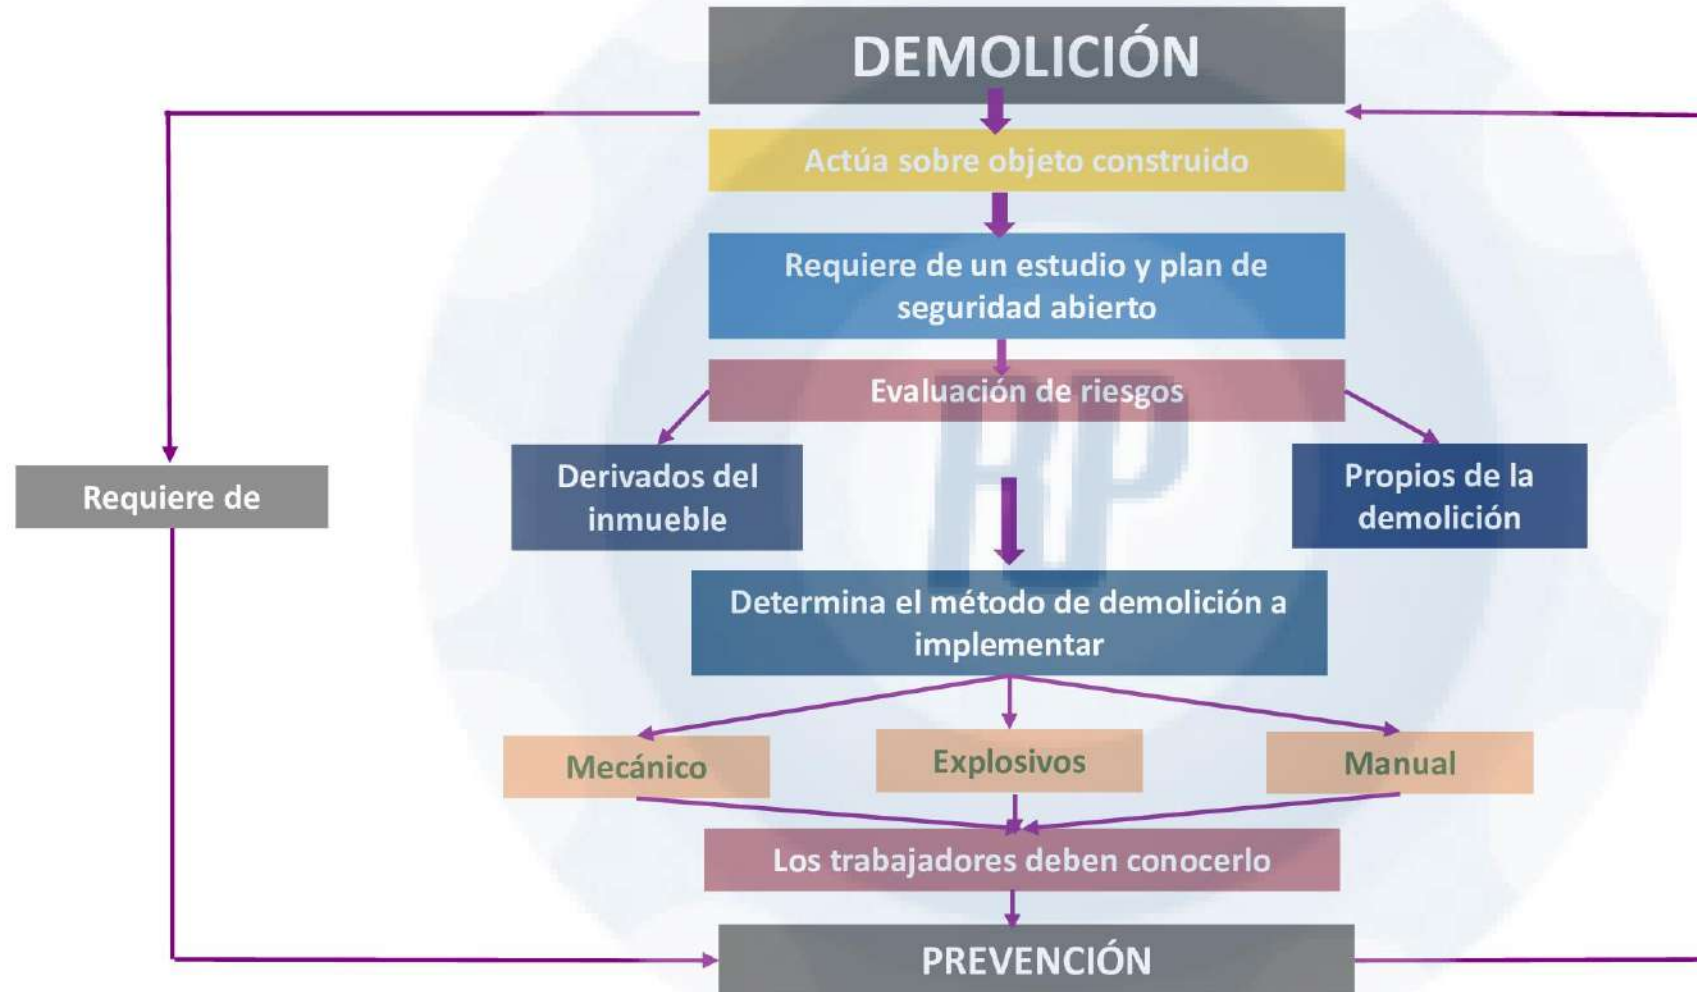 DEMOLICIÓN
Actúa sobre objeto construido
Requiere de un estudio y plan de
seguridad abierto
Evaluación de riesgos
Derivados del
inmueble
Propios de la
demolición
Requiere de
RP
Determina el método de demolición a
implementar
Mecánico
Explosivos
Manual
Los trabajadores deben conocerlo
PREVENCIÓN